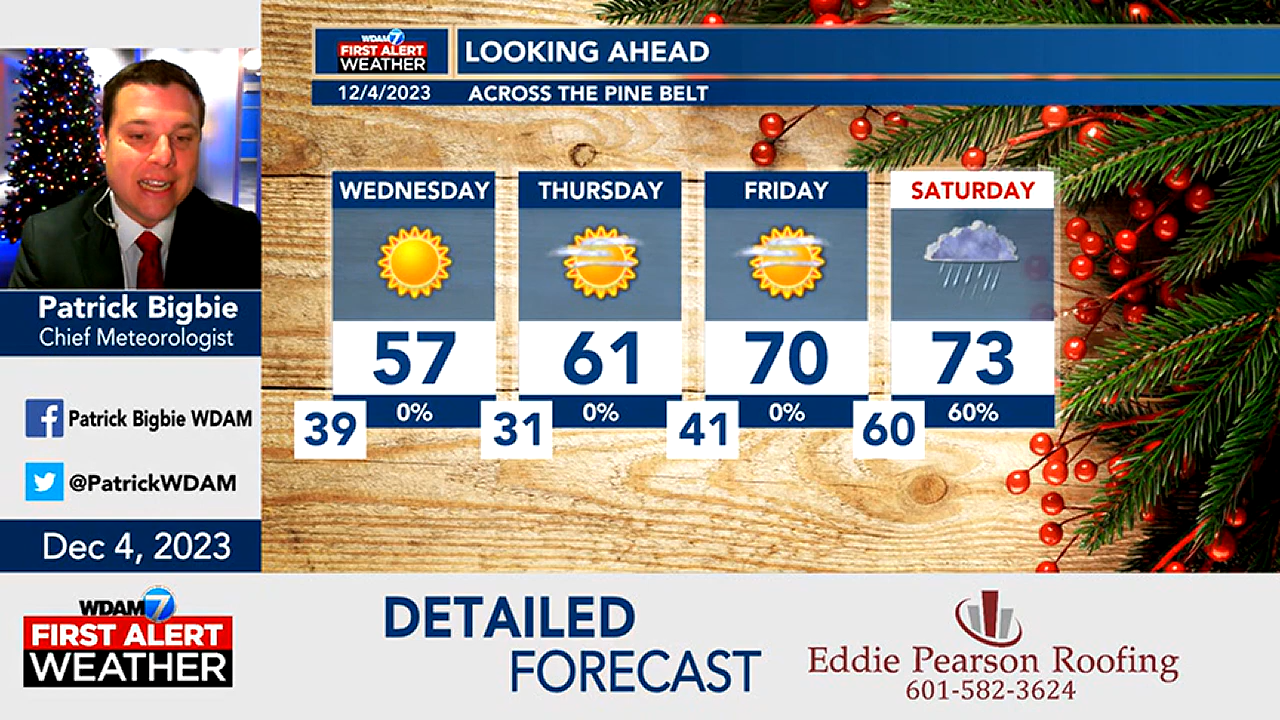 WDAM 7
FIRST ALERT
WEATHER
LOOKING AHEAD
12/4/2023
ACROSS THE PINE BELT
WEDNESDAY
THURSDAY
FRIDAY
SATURDAY
57
61
70
73
0%
0%
0%
60%
39
31
41
60
Patrick Bigbie
Chief Meteorologist
f Patrick Bigbie WDAM
@PatrickWDAM
Dec 4, 2023
WDAM 7
FIRST ALERT
WEATHER
DETAILED
FORECAST
Eddie Pearson Roofing
601-582-3624